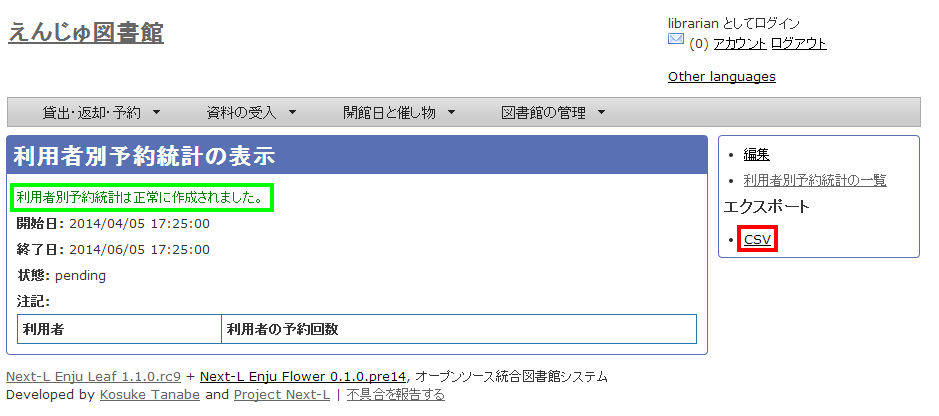 えんじゅ図書館
librarian としてログイン
(0) アカウント ログアウト
Other languages
貸出・返却・予約 資料の受入 開館日と催し物 図書館の管理
利用者別予約統計の表示
利用者別予約統計は正常に作成されました。
開始日: 2014/04/05 17:25:00
終了日: 2014/06/05 17:25:00
状態: pending
注記:
利用者 利用者の予約回数
編集
利用者別予約統計の一覧
エクスポート
CSV
Next-L Enju Leaf 1.1.0.rc9 + Next-L Enju Flower 0.1.0.pre14, オープンソース統合図書館システム
Developed by Kosuke Tanabe and Project Next-L | 不具合を報告する